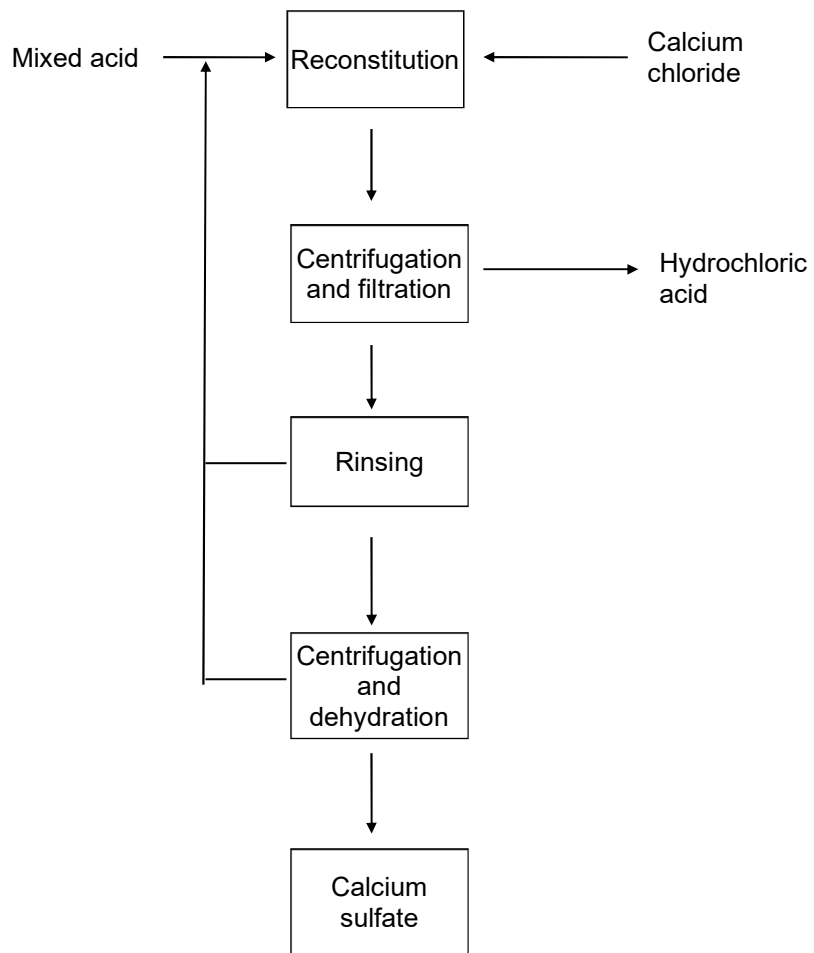 Mixed acid
Reconstitution
Calcium
chloride
Centrifugation
and filtration
Hydrochloric
acid
Rinsing
Centrifugation
and
dehydration
Calcium
sulfate